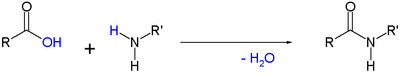 O
R OH + H N R' H - H₂O R O N R' H